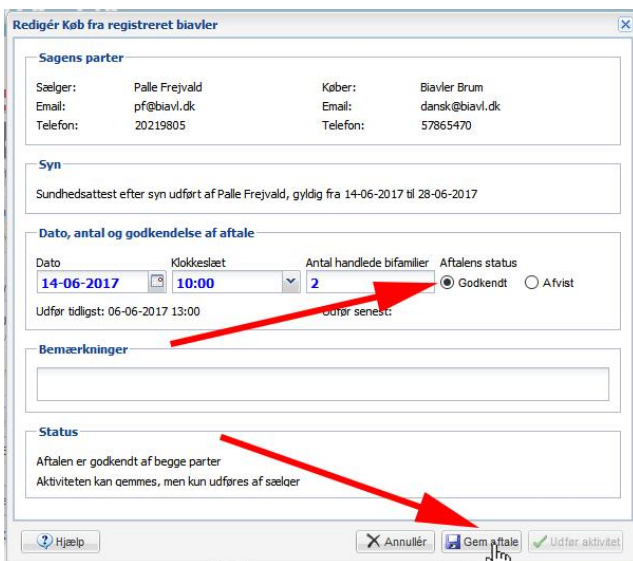 Redigér Køb fra registreret biavler
Sagens parter
Sælger: Palle Frejvald Køber: Biavler Brum
Email: pf@biavl.dk Email: dansk@biavl.dk
Telefon: 20219805 Telefon: 57865470
Syn
Sundhedsattest efter syn udført af Palle Frejvald, gyldig fra 14-06-2017 til 28-06-2017
Dato, antal og godkendelse af aftale
Dato Klokkeslæt Antal handlede bifamilier Aftalens status
14-06-2017 10:00 2 Godkendt Afvist
Udfør tidligst: 06-06-2017 13:00 Udfør senest:
Bemærkninger
Status
Aftalen er godkendt af begge parter
Aktiviteten kan gemmes, men kun udføres af sælger
Hjælp Annullér Gem aftale Udfør aktivitet